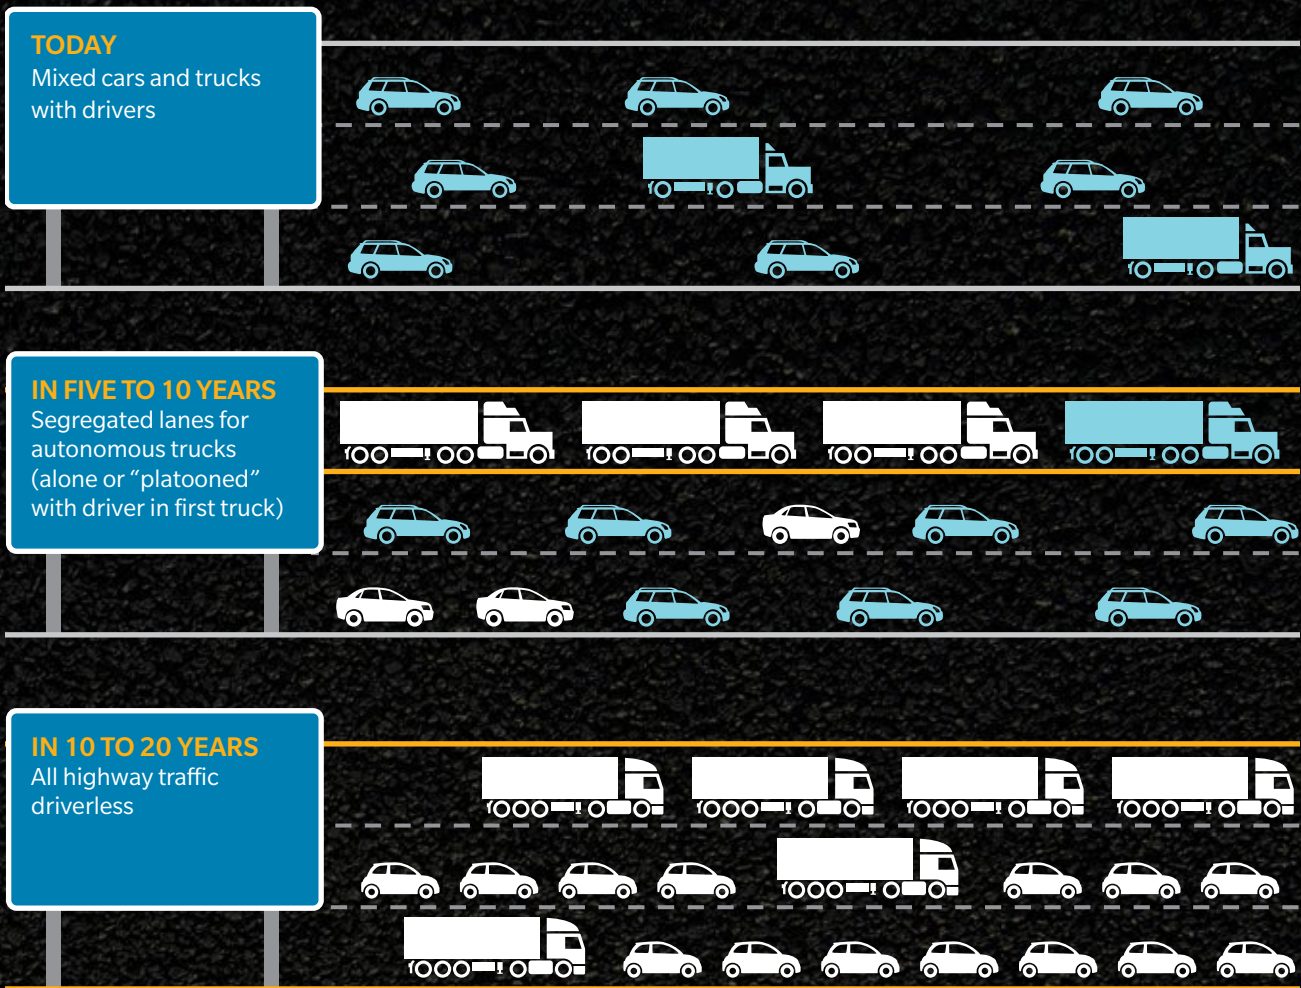 TODAY
Mixed cars and trucks
with drivers
IN FIVE TO 10 YEARS
Segregated lanes for
autonomous trucks
(alone or “platooned”
with driver in first truck)
IN 10 TO 20 YEARS
All highway traffic
driverless